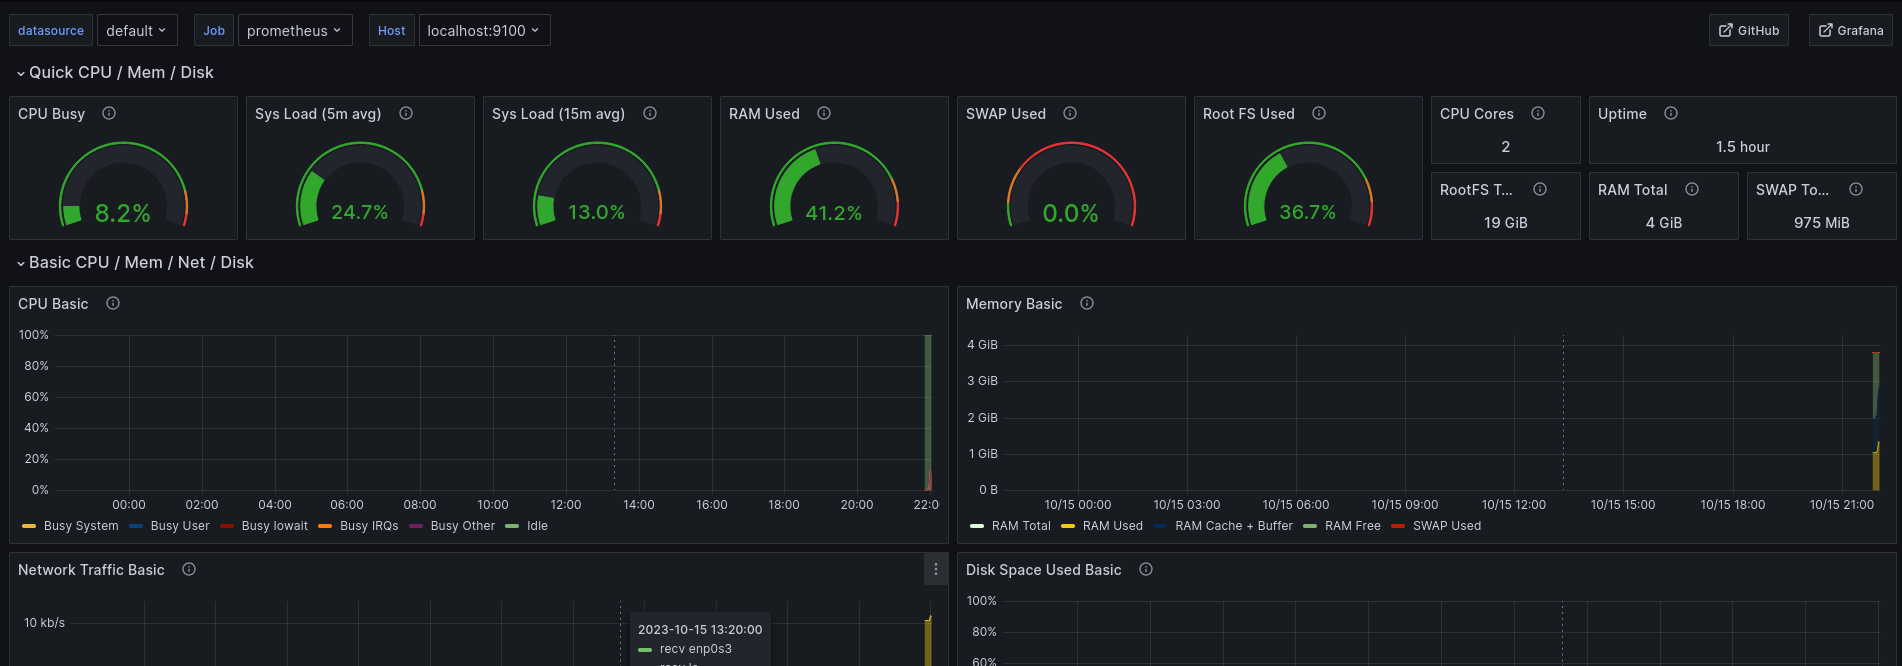 datasource default Job prometheus Host localhost:9100 GitHub Grafana
Quick CPU / Mem / Disk
CPU Busy Sys Load (5m avg) Sys Load (15m avg) RAM Used SWAP Used Root FS Used CPU Cores Uptime
2 1.5 hour
RootFS T... RAM Total SWAP To...
8.2% 24.7% 13.0% 41.2% 0.0% 36.7%
19 GiB 4 GiB 975 MiB
Basic CPU / Mem / Net / Disk
CPU Basic
100%
80%
60%
40%
20%
0%
00:00 02:00 04:00 06:00 08:00 10:00 12:00 14:00 16:00 18:00 20:00 22:0
Busy System Busy User Busy Iowait Busy IRQs Busy Other Idle
Memory Basic
4 GiB
3 GiB
2 GiB
1 GiB
0 B
10/15 00:00 10/15 03:00 10/15 06:00 10/15 09:00 10/15 12:00 10/15 15:00 10/15 18:00 10/15 21:00
RAM Total RAM Used RAM Cache + Buffer RAM Free SWAP Used
Network Traffic Basic
10 kb/s
2023-10-15 13:20:00
recv enp0s3
Disk Space Used Basic
100%
80%
60%